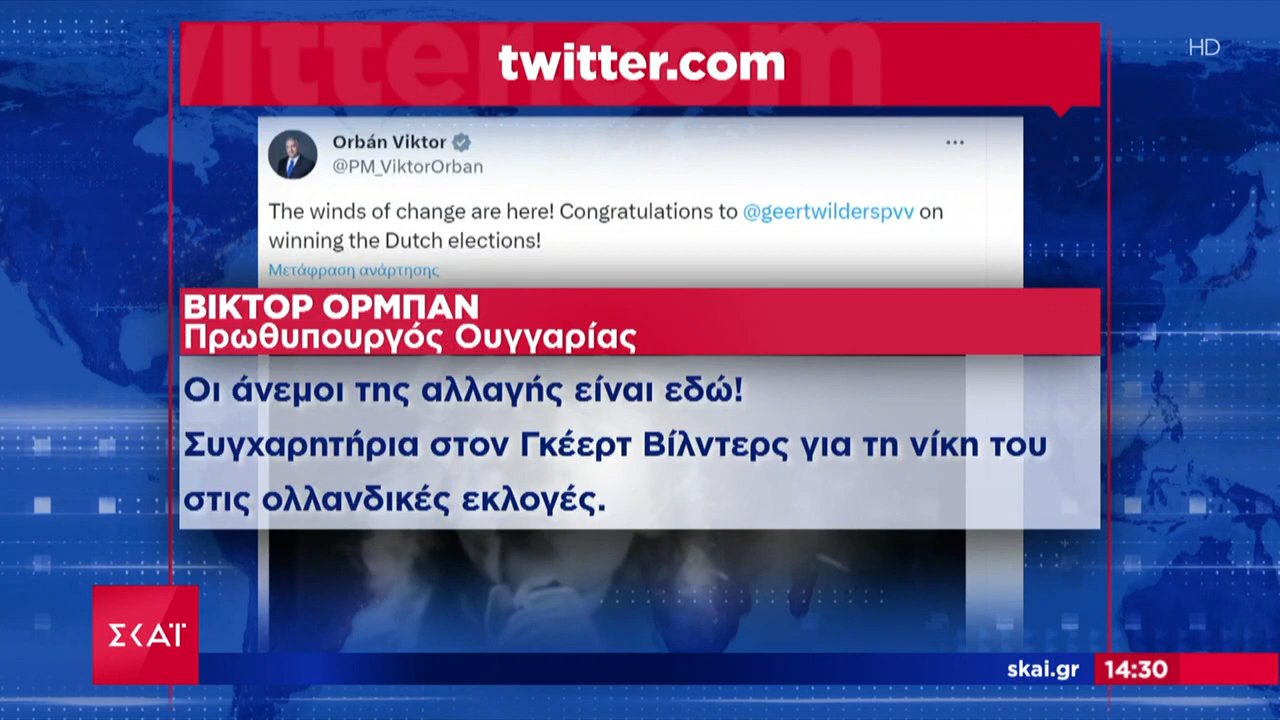 twitter.com
HD
Orbán Viktor
@PM_ViktorOrban
The winds of change are here! Congratulations to @geertwilderspvv on
winning the Dutch elections!
Μετάφραση ανάρτησης
ΒΙΚΤΟΡ ΟΡΜΠΑΝ
Πρωθυπουργός Ουγγαρίας
Οι άνεμοι της αλλαγής είναι εδώ!
Συγχαρητήρια στον Γκέερτ Βίλντερς για τη νίκη του
στις ολλανδικές εκλογές.
ΣΚΑΪ
skai.gr 14:30